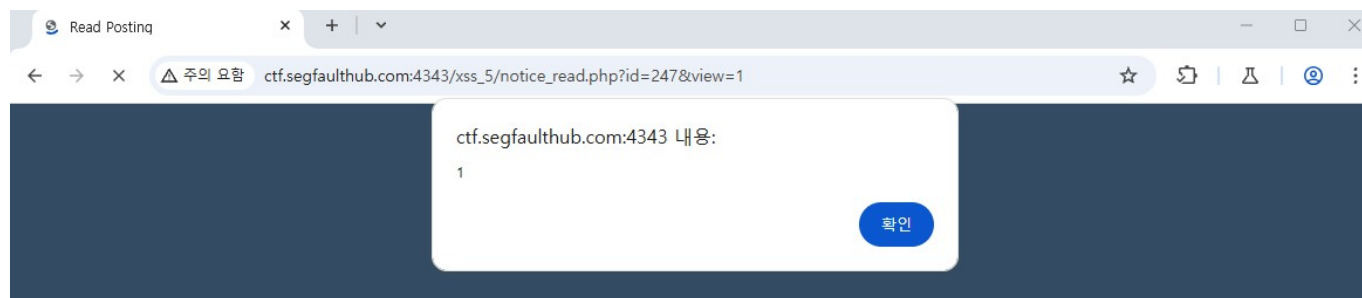 Read Posting
주의 요함 ctf.segfaulthub.com:4343/xss_5/notice_read.php?id=247&view=1
ctf.segfaulthub.com:4343 내용:
1
확인